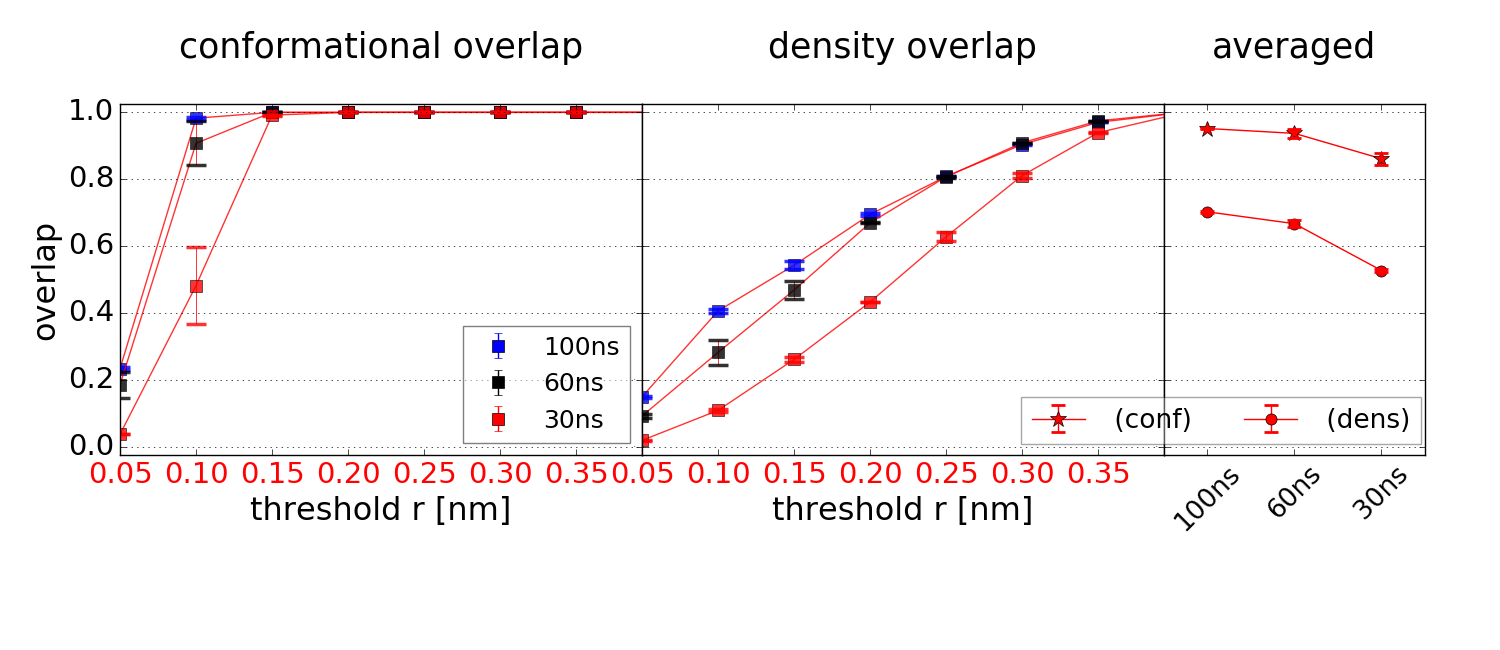 conformational overlap density overlap averaged
1.0
0.8
0.6
0.4
0.2
0.0
overlap
100ns
60ns
30ns
(conf) (dens)
0.05 0.10 0.15 0.20 0.25 0.30 0.35 0.05 0.10 0.15 0.20 0.25 0.30 0.35
100ns 60ns 30ns
threshold r [nm] threshold r [nm]